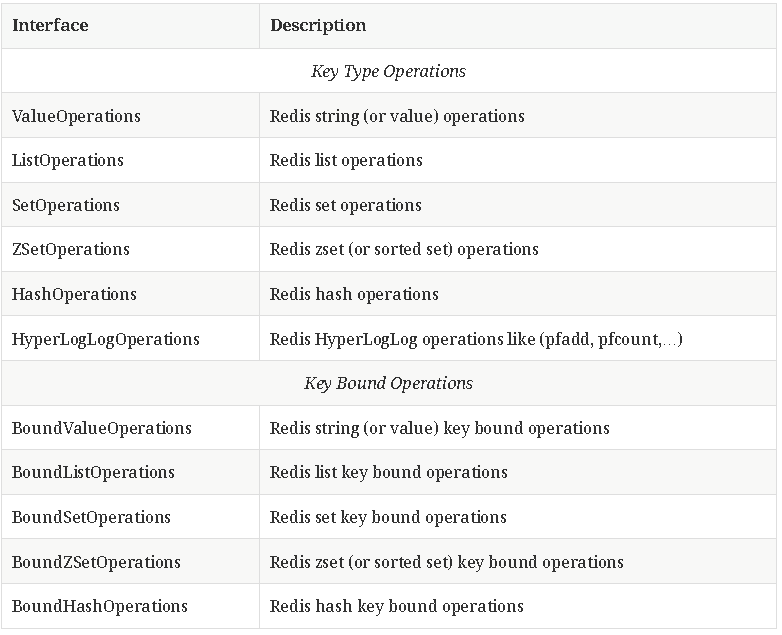 Interface Description
Key Type Operations
ValueOperations Redis string (or value) operations
ListOperations Redis list operations
SetOperations Redis set operations
ZSetOperations Redis zset (or sorted set) operations
HashOperations Redis hash operations
HyperLogLogOperations Redis HyperLogLog operations like (pfadd, pfcount,…)
Key Bound Operations
BoundValueOperations Redis string (or value) key bound operations
BoundListOperations Redis list key bound operations
BoundSetOperations Redis set key bound operations
BoundZSetOperations Redis zset (or sorted set) key bound operations
BoundHashOperations Redis hash key bound operations